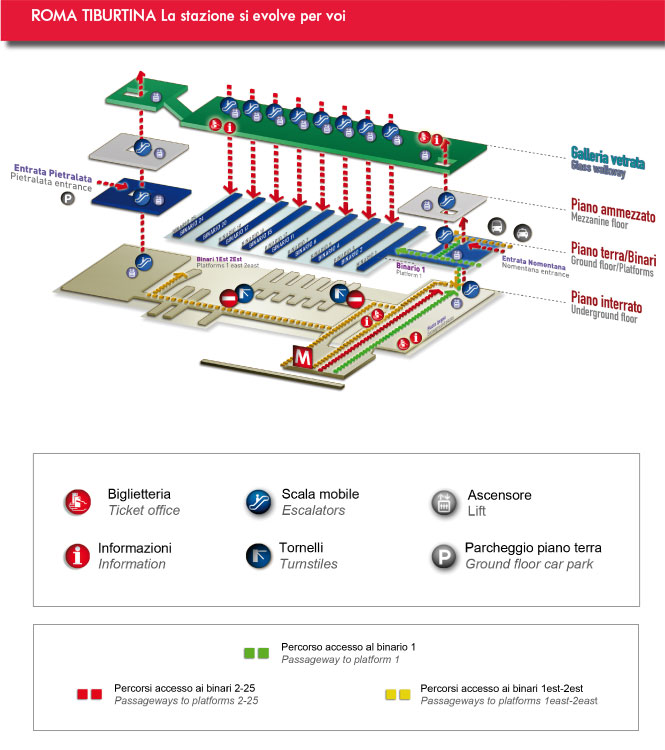 ROMA TIBURTINA La stazione si evolve per voi
Galleria vetrata
Glass walkway
Entrata Pietralata
Pietralata entrance
P
Piano ammezzato
Mezzanine floor
Piano terra/Binari
Ground floor/Platforms
Entrata Nomentana
Nomentana entrance
Binari 1Est 2Est
Platforms 1 east 2east
Binario 1
Platform 1
Piano interrato
Underground floor
M
Biglietteria
Ticket office
Scala mobile
Escalators
Ascensore
Lift
Informazioni
Information
Tornelli
Turnstiles
P
Parcheggio piano terra
Ground floor car park
Percorso accesso al binario 1
Passageway to platform 1
Percorsi accesso ai binari 2-25
Passageways to platforms 2-25
Percorsi accesso ai binari 1est-2est
Passageways to platforms 1east-2east